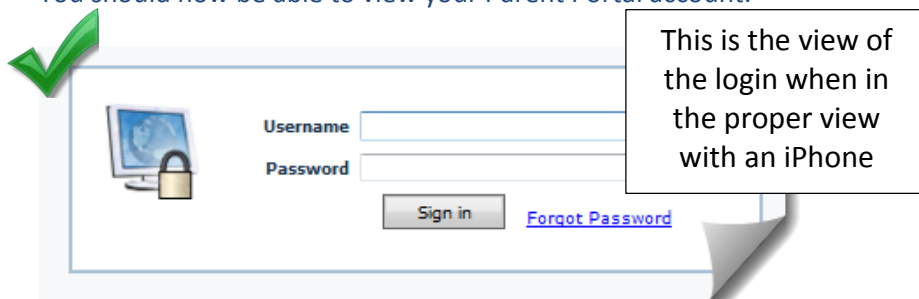 You should now be able to view your Parent Portal account.
This is the view of
the login when in
the proper view
with an iPhone
Username
Password
Sign in
Forgot Password